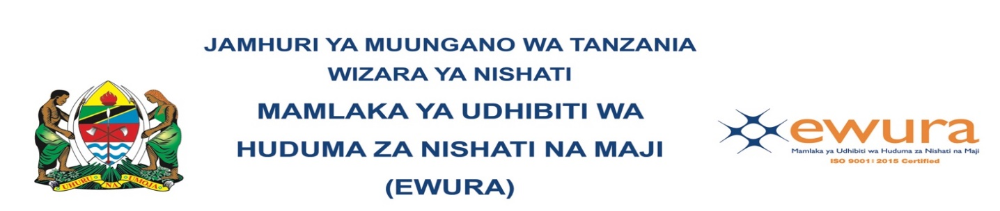 JAMHURI YA MUUNGANO WA TANZANIA
WIZARA YA NISHATI
MAMLAKA YA UDHIBITI WA
HUDUMA ZA NISHATI NA MAJI
(EWURA)
UHURU NA UMOJA
ewura
Mamlaka ya Udhibiti wa Huduma za Nishati na Maji
ISO 9001: 2015 Certified